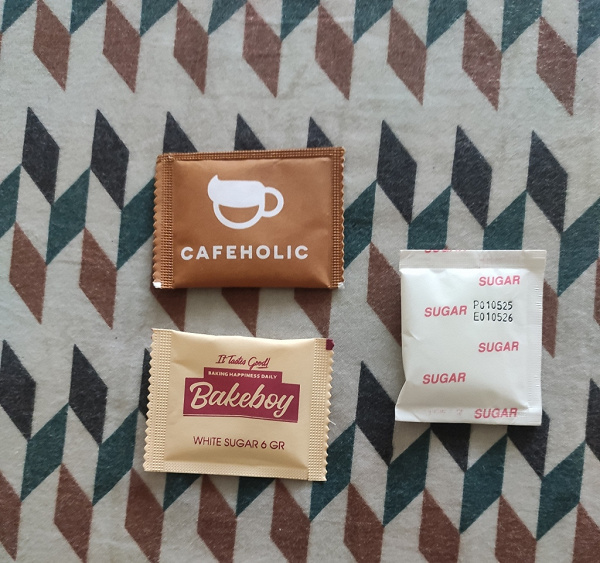 CAFEHOLIC
It Tastes Good!
BAKING HAPPINESS DAILY
Bakeboy
WHITE SUGAR 6 GR
SUGAR
SUGAR
SUGAR
P010525
E010526
SUGAR
SUGAR
SUGAR